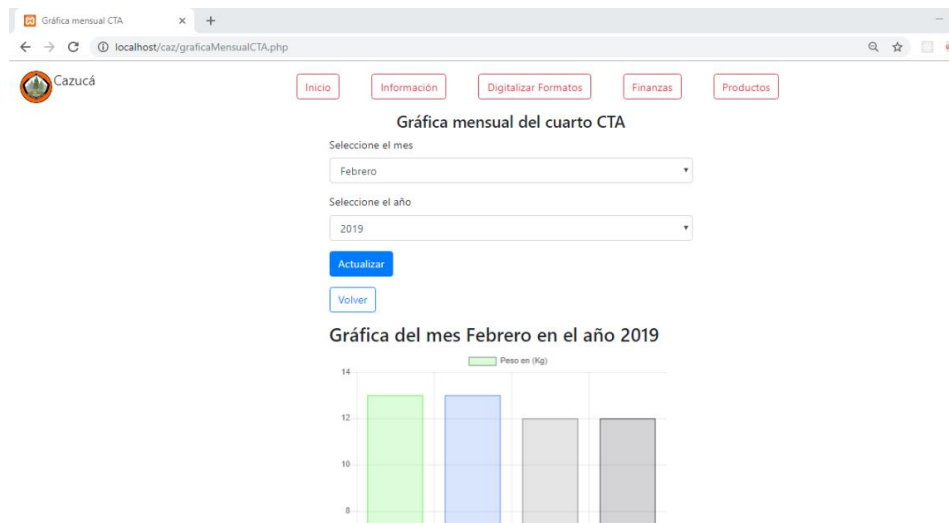 Gráfica mensual CTA
localhost/caz/graficaMensualCTA.php
Cazucá
Inicio Información Digitalizar Formatos Finanzas Productos
Gráfica mensual del cuarto CTA
Seleccione el mes
Febrero
Seleccione el año
2019
Actualizar
Volver
Gráfica del mes Febrero en el año 2019
Peso en (Kg)
14
12
10
8